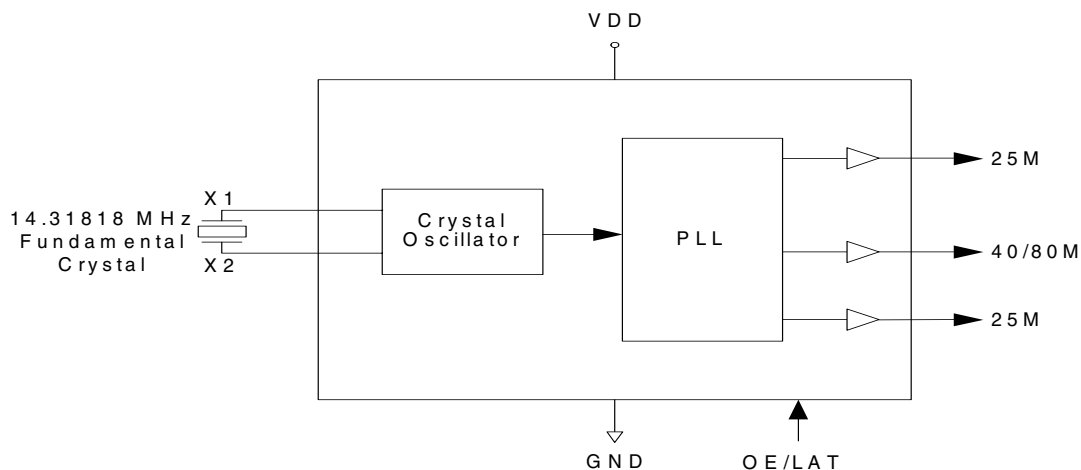 VDD
25M
X1
14.31818 MHz
Fundamental
Crystal
X2
Crystal
Oscillator
PLL
40/80M
25M
GND
OE/LAT